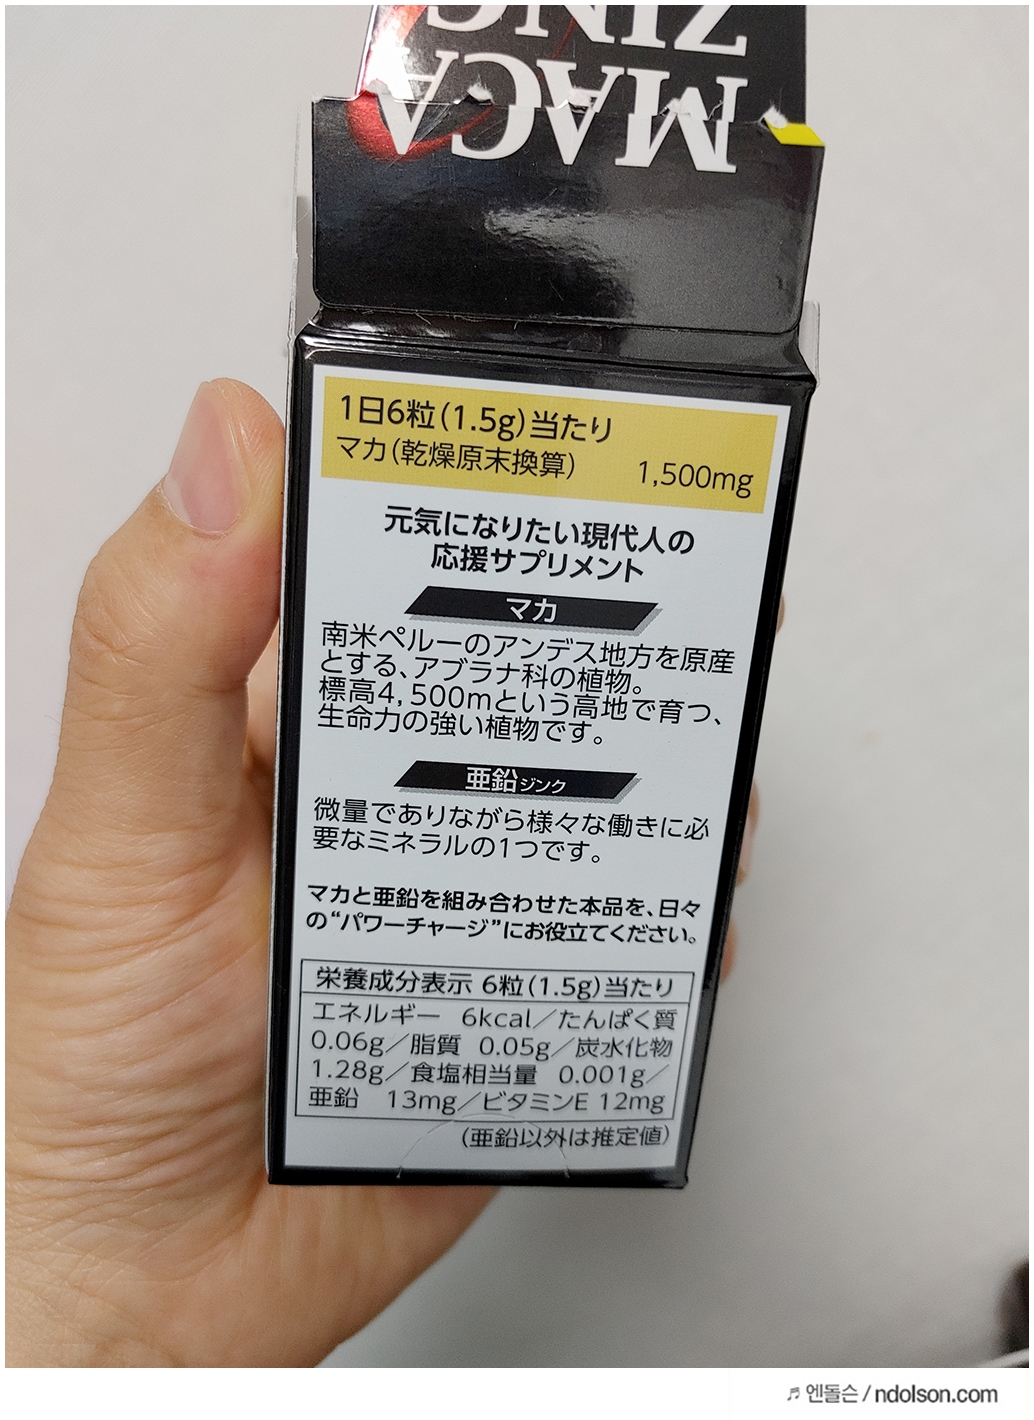 ZINC
MACA
1日6粒(1.5g)当たり
マカ(乾燥原末換算) 1,500mg
元気になりたい現代人の
応援サプリメント
マカ
南米ペルーのアンデス地方を原産
とする、アブラナ科の植物。
標高4,500mという高地で育つ、
生命力の強い植物です。
亜鉛ジンク
微量でありながら様々な働きに必
要なミネラルの1つです。
マカと亜鉛を組み合わせた本品を、日々
の“パワーチャージ”にお役立てください。
栄養成分表示 6粒(1.5g)当たり
エネルギー 6kcal／たんぱく質
0.06g／脂質 0.05g／炭水化物
1.28g／食塩相当量 0.001g／
亜鉛 13mg／ビタミンE 12mg
(亜鉛以外は推定値)
♬ 엔돌슨 / ndolson.com